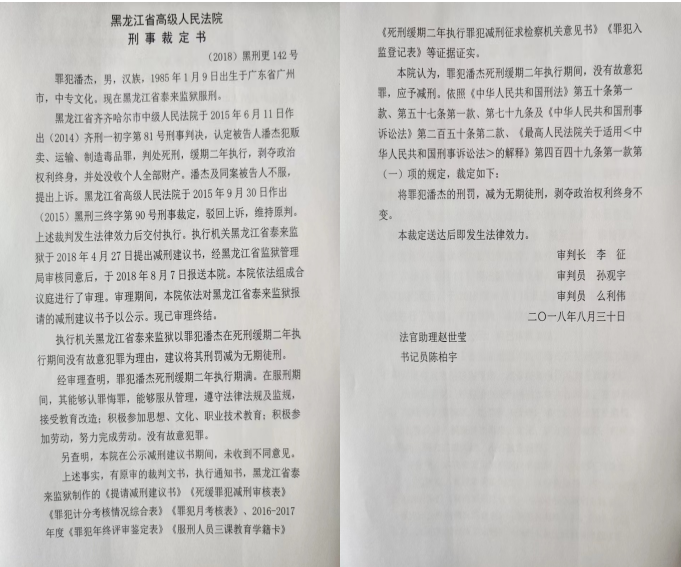 黑龙江省高级人民法院
刑事裁定书
（2018）黑刑更142号
罪犯潘杰，男，汉族，1985年1月9日出生于广东省广州
市，中专文化。现在黑龙江省泰来监狱服刑。
黑龙江省齐齐哈尔市中级人民法院于2015年6月11日作
出（2014）齐刑一初字第81号刑事判决，认定被告人潘杰犯贩
卖、运输、制造毒品罪，判处死刑，缓期二年执行，剥夺政治
权利终身，并处没收个人全部财产。潘杰及同案被告人不服，
提出上诉。黑龙江省高级人民法院于2015年9月30日作出
（2015）黑刑三终字第90号刑事裁定，驳回上诉，维持原判。
上述裁判发生法律效力后交付执行。执行机关黑龙江省泰来监
狱于2018年4月27日提出减刑建议书，经黑龙江省监狱管理
局审核同意后，于2018年8月7日报送本院。本院依法组成合
议庭进行了审理。审理期间，本院依法对黑龙江省泰来监狱报
请的减刑建议书予以公示。现已审理终结。
执行机关黑龙江省泰来监狱以罪犯潘杰在死刑缓期二年执
行期间没有故意犯罪为理由，建议将其刑罚减为无期徒刑。
经审理查明，罪犯潘杰死刑缓期二年执行期满。在服刑期
间，其能够认罪悔罪，能够服从管理，遵守法律法规及监规，
接受教育改造；积极参加思想、文化、职业技术教育；积极参
加劳动，努力完成劳动。没有故意犯罪。
另查明，本院在公示减刑建议书期间，未收到不同意见。
上述事实，有原审的裁判文书，执行通知书，黑龙江省泰
来监狱制作的《提请减刑建议书》《死缓罪犯减刑审核表》
《罪犯计分考核情况综合表》《罪犯月考核表》、2016-2017
年度《罪犯年终评审鉴定表》《服刑人员三课教育学籍卡》
《死刑缓期二年执行罪犯减刑征求检察机关意见书》《罪犯入
监登记表》等证据证实。
本院认为，罪犯潘杰死刑缓期二年执行期间，没有故意犯
罪，应予减刑。依照《中华人民共和国刑法》第五十条第一
款、第五十七条第一款、第七十九条及《中华人民共和国刑事
诉讼法》第二百五十条第二款、《最高人民法院关于适用<中
华人民共和国刑事诉讼法>的解释》第四百四十九条第一款第
（一）项的规定，裁定如下：
将罪犯潘杰的刑罚，减为无期徒刑，剥夺政治权利终身不
变。
本裁定送达后即发生法律效力。
审判长 李征
审判员 孙观宇
审判员 么利伟
二〇一八年八月三十日
法官助理赵世莹
书记员陈柏宇